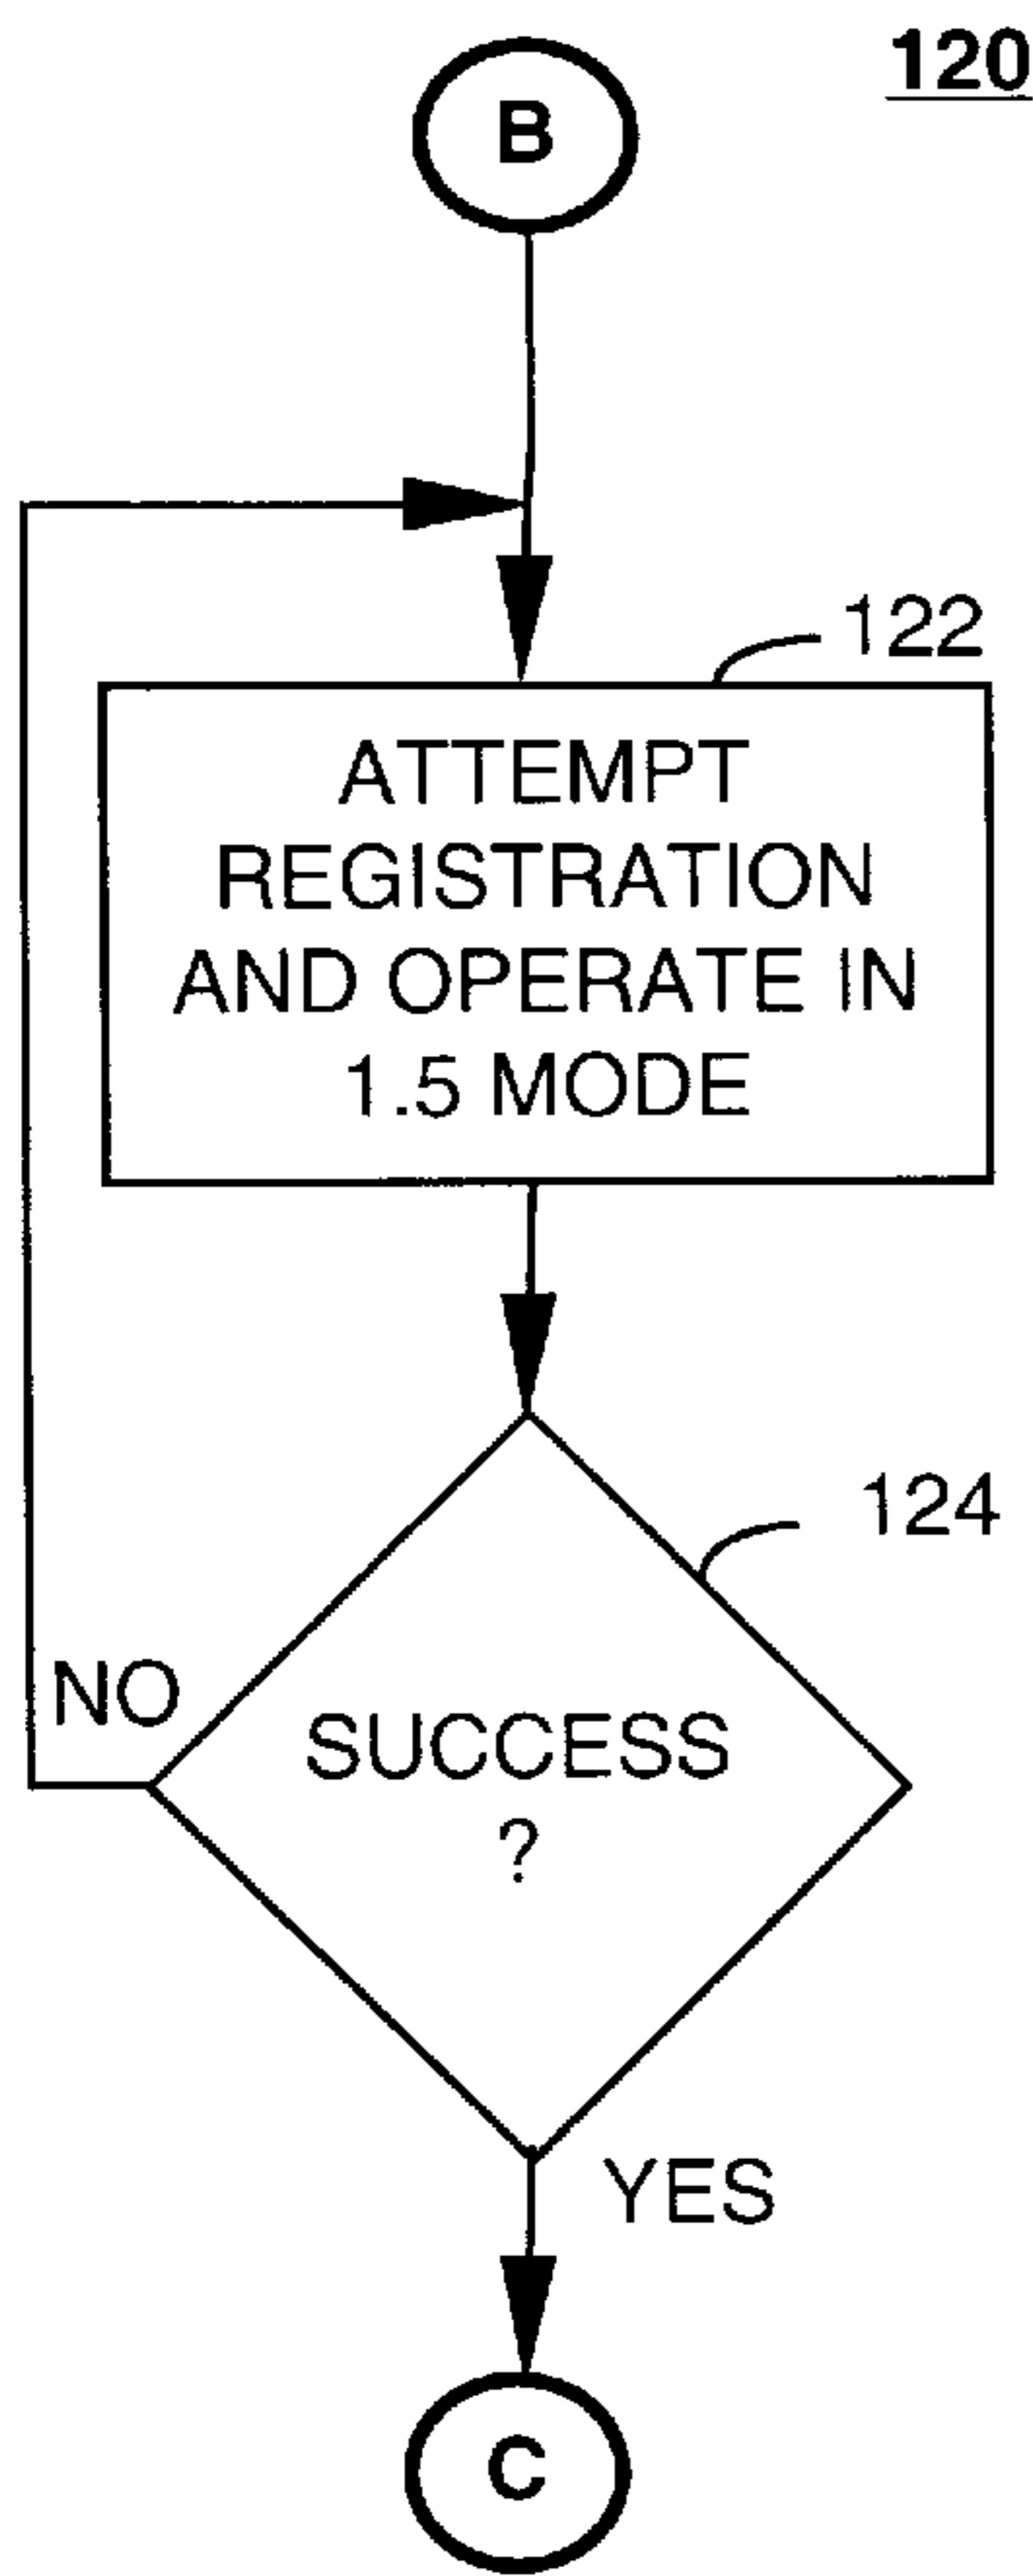 120
B
122
ATTEMPT
REGISTRATION
AND OPERATE IN
1.5 MODE
124
NO
SUCCESS
?
YES
C